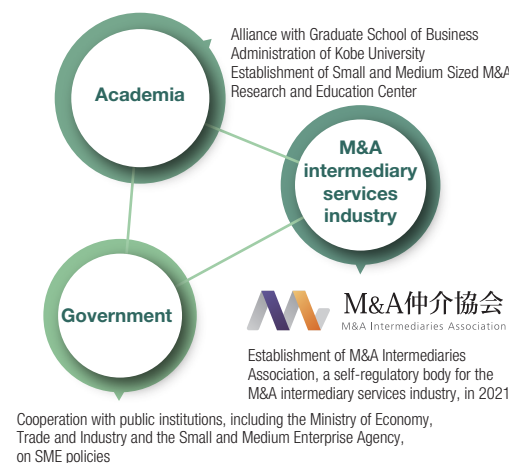 Academia
Alliance with Graduate School of Business
Administration of Kobe University
Establishment of Small and Medium Sized M&A
Research and Education Center
M&A
intermediary
services
industry
M&A仲介協会
M&A Intermediaries Association
Establishment of M&A Intermediaries
Association, a self-regulatory body for the
M&A intermediary services industry, in 2021
Government
Cooperation with public institutions, including the Ministry of Economy,
Trade and Industry and the Small and Medium Enterprise Agency,
on SME policies